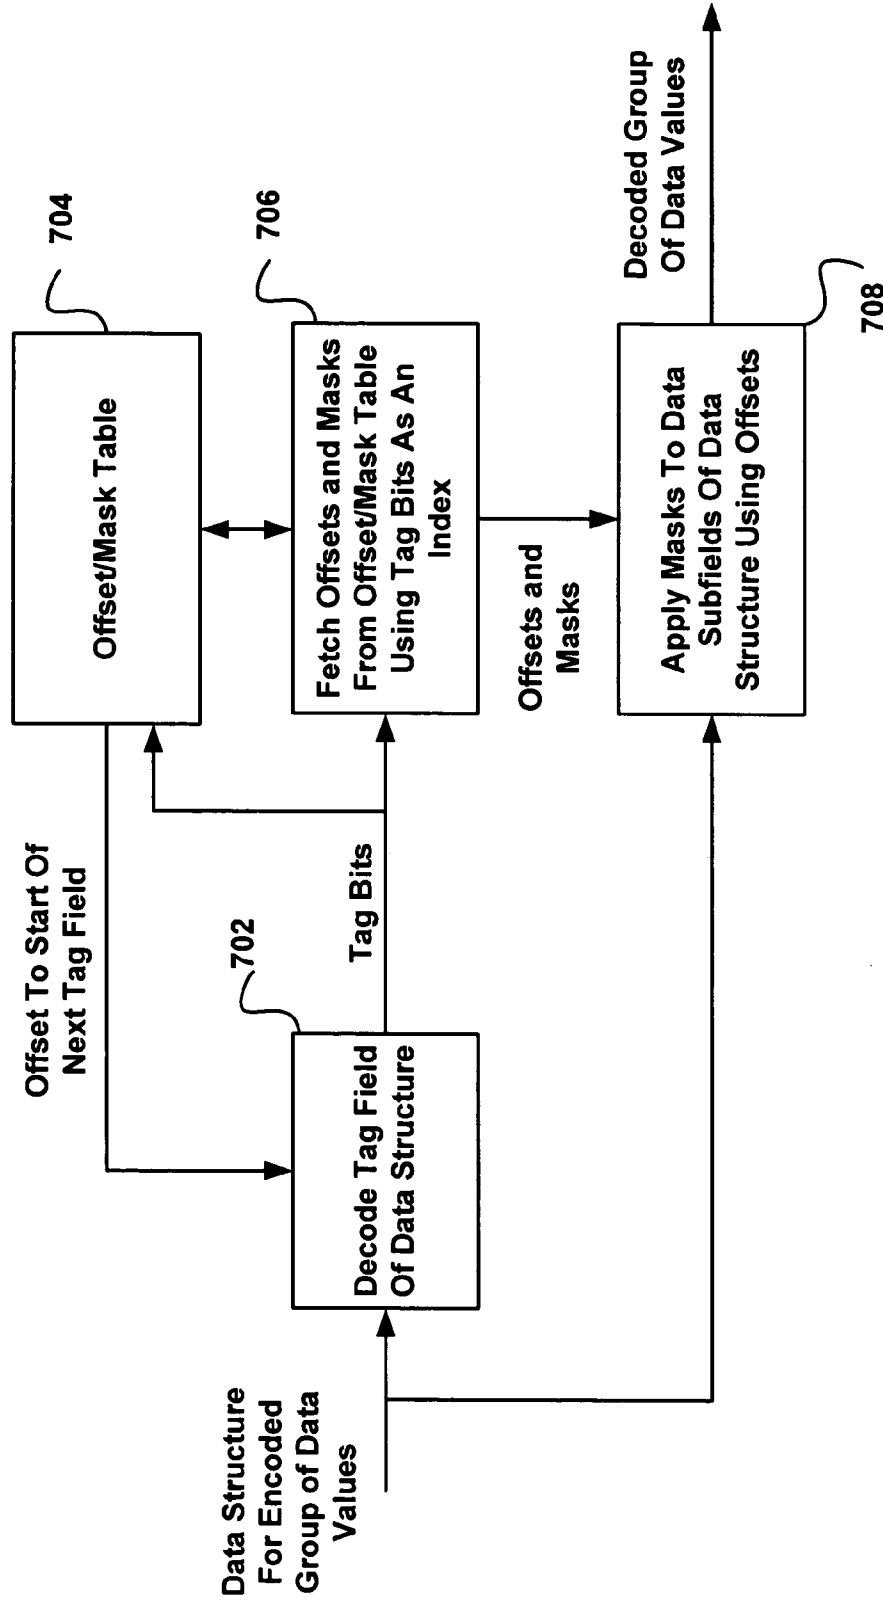 Data Structure
For Encoded
Group of Data
Values
Offset To Start Of
Next Tag Field
702
Decode Tag Field
Of Data Structure
Tag Bits
704
Offset/Mask Table
706
Fetch Offsets and Masks
From Offset/Mask Table
Using Tag Bits As An
Index
Offsets and
Masks
Apply Masks To Data
Subfields Of Data
Structure Using Offsets
708
Decoded Group
Of Data Values